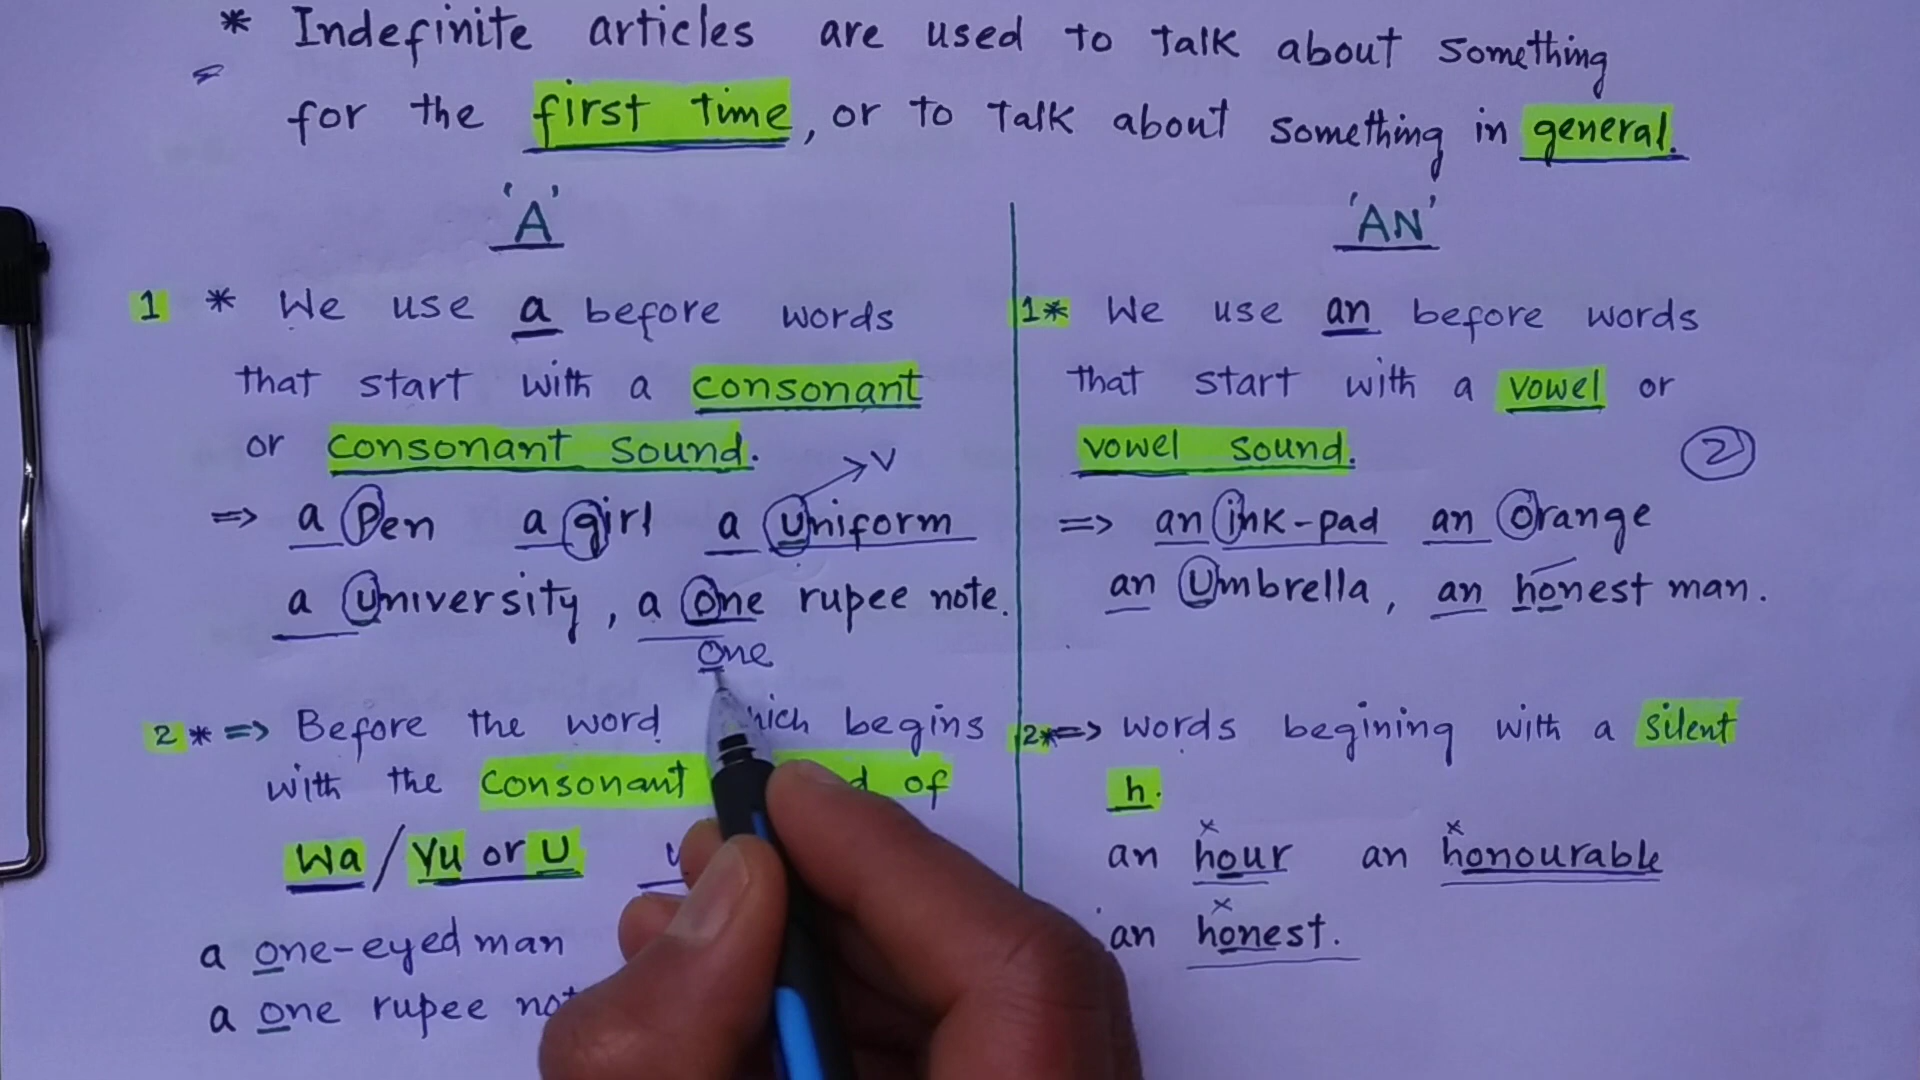 * Indefinite articles are used to talk about something
for the first time, or to talk about something in general.
'A'
1 * We use a before words
that start with a consonant
or consonant sound.
→ V
=> a Pen a girl a Uniform
a University, a One rupee note.
One
2 * => Before the word which begins
with the consonant of
Wa / Yu or U
a one-eyed man
a one rupee
'AN'
1* We use an before words
that start with a vowel or
vowel sound.
2
=> an ink-pad an Orange
an Umbrella, an honest man.
2*=> words begining with a silent
h.
an hour an honourable
an honest.